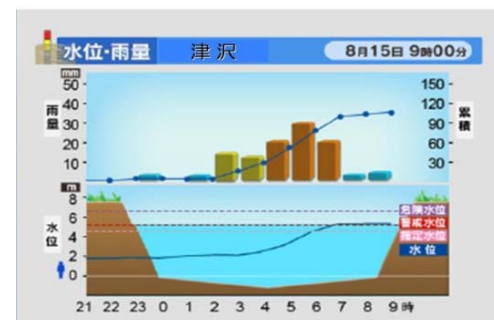 水位・雨量 津沢 8月15日 9時00分
mm
50 40 30 20 10
雨量
150 120 90 60 30
累積
m
8 6 4 2 0
水位
危険水位
警戒水位
指定水位
水位
21 22 23 0 1 2 3 4 5 6 7 8 9時